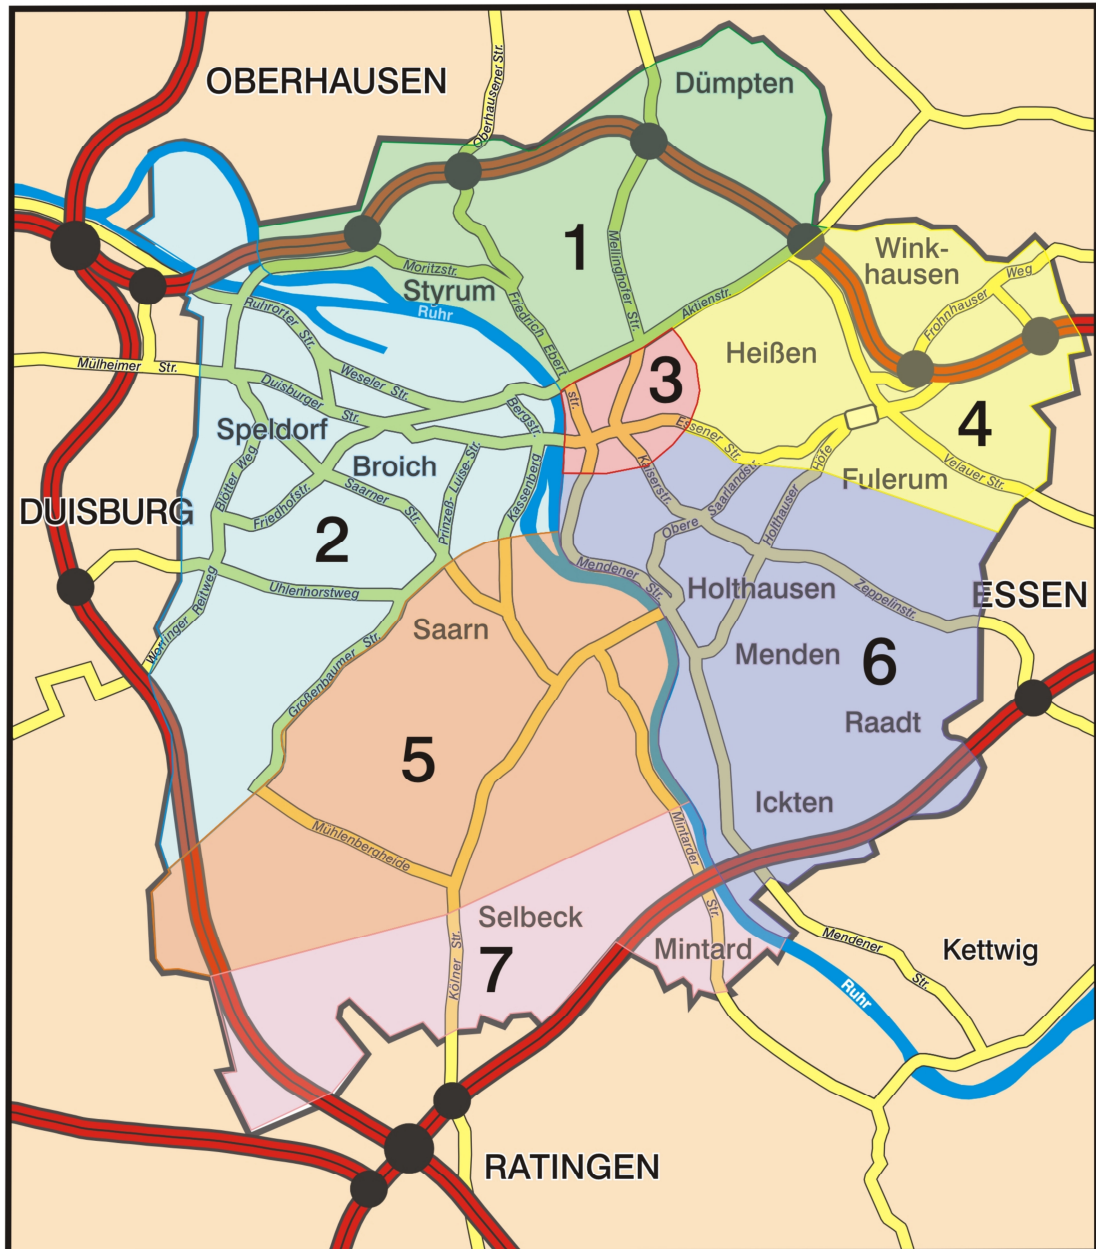 OBERHAUSEN
Dümpten
Oberhausener Str.
1
Mellinghofer Str.
Wink-
hausen
Moritzstr.
Styrum
Ruhr
Friedrich Ebert
str.
Aktienstr.
Frohnhauser Weg
Ruhrorter Str.
Heißen
Mülheimer Str.
Weseler Str.
3
Duisburger Str.
Bergstr.
4
Essener Str.
Speldorf
Broich
Blötter Weg
Friedhofstr.
Saarner Str.
Prinzeß-Luise-Str.
Kassenberg
Kaiserstr.
Obere Saarlandstr.
Höfe
Holthauser
Velauer Str.
Fulerum
DUISBURG
2
Uhlenhorstweg
Mendener Str.
Holthausen
Zeppelinstr.
ESSEN
Worringer Reitweg
Großenbaumer Str.
Saarn
Menden
6
Raadt
5
Ickten
Mühlenbergheide
Mintarder Str.
Selbeck
Kölner Str.
7
Mintard
Mendener Str.
Kettwig
Ruhr
RATINGEN